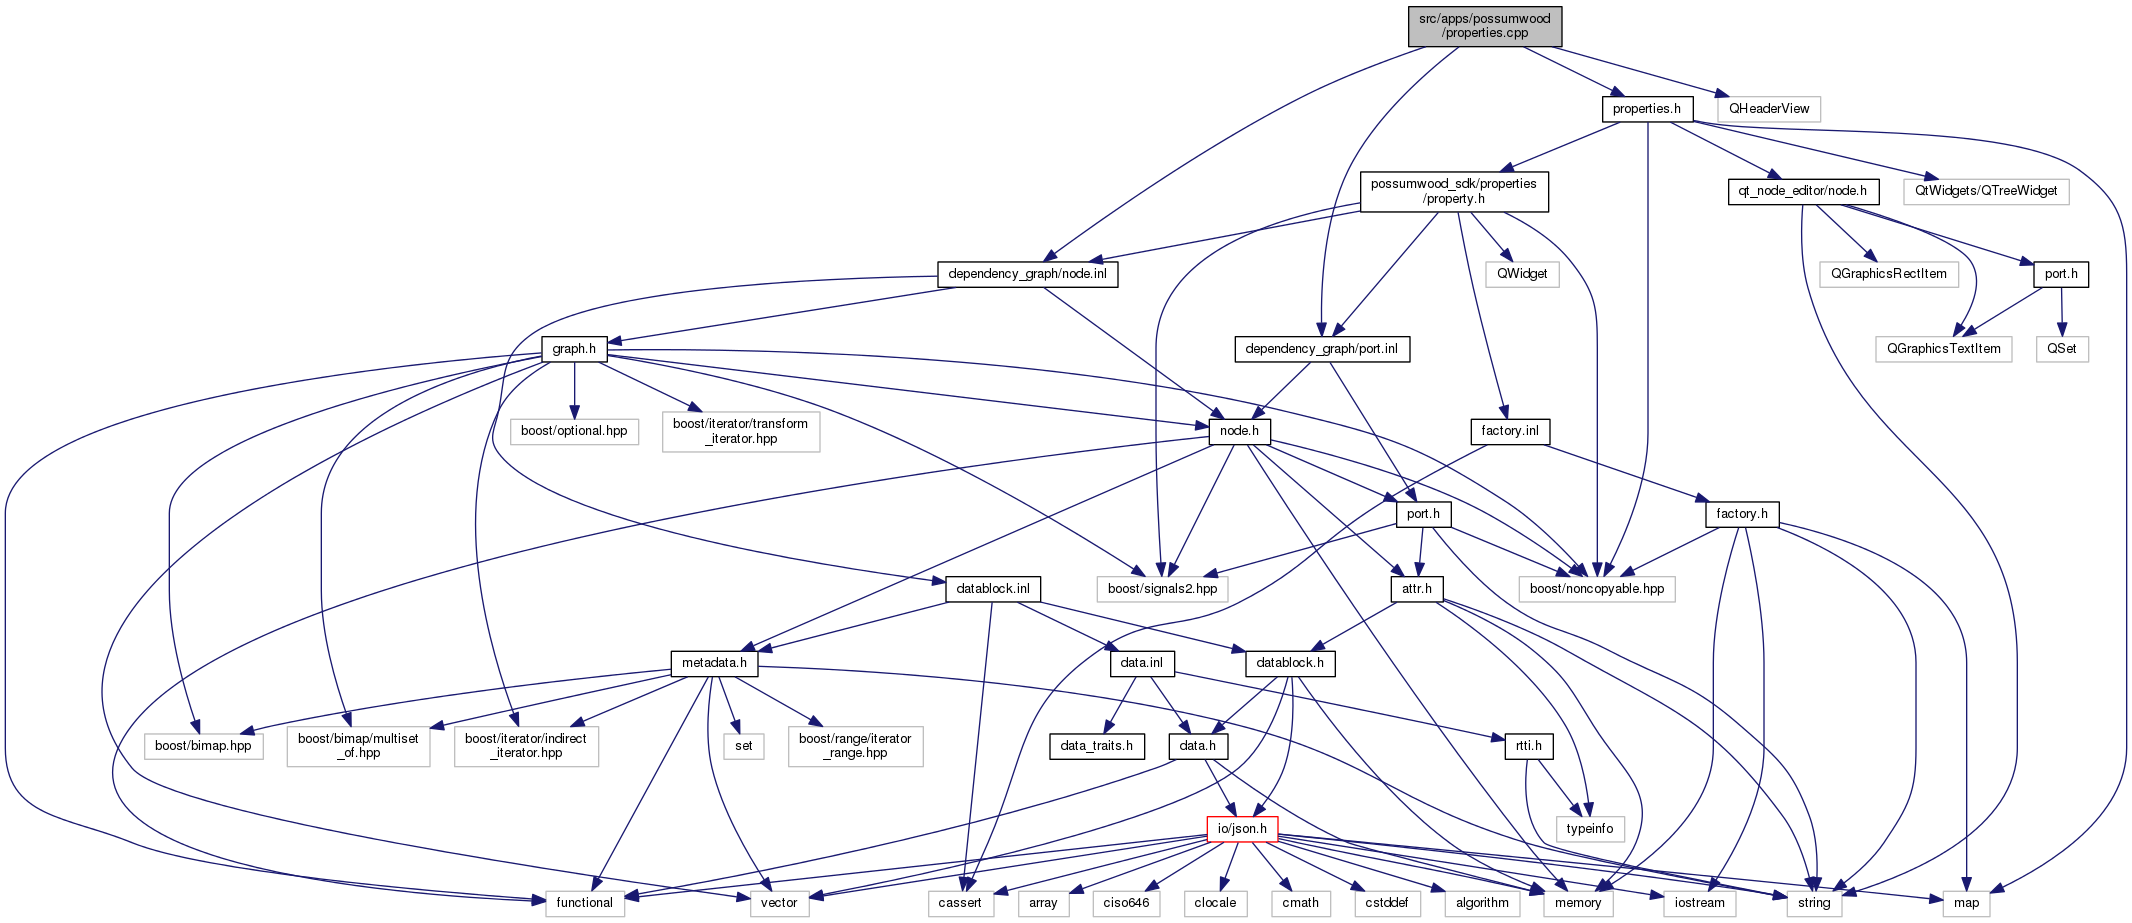 src/apps/possumwood
/properties.cpp
properties.h
QHeaderView
possumwood_sdk/properties
/property.h
qt_node_editor/node.h
QtWidgets/QTreeWidget
dependency_graph/node.inl
QWidget
QGraphicsRectItem
port.h
graph.h
dependency_graph/port.inl
QGraphicsTextItem
QSet
boost/optional.hpp
boost/iterator/transform
_iterator.hpp
node.h
factory.inl
port.h
factory.h
datablock.inl
boost/signals2.hpp
attr.h
boost/noncopyable.hpp
metadata.h
data.inl
datablock.h
boost/bimap.hpp
boost/bimap/multiset
_of.hpp
boost/iterator/indirect
_iterator.hpp
set
boost/range/iterator
_range.hpp
data_traits.h
data.h
rtti.h
io/json.h
typeinfo
functional
vector
cassert
array
ciso646
clocale
cmath
cstddef
algorithm
memory
iostream
string
map